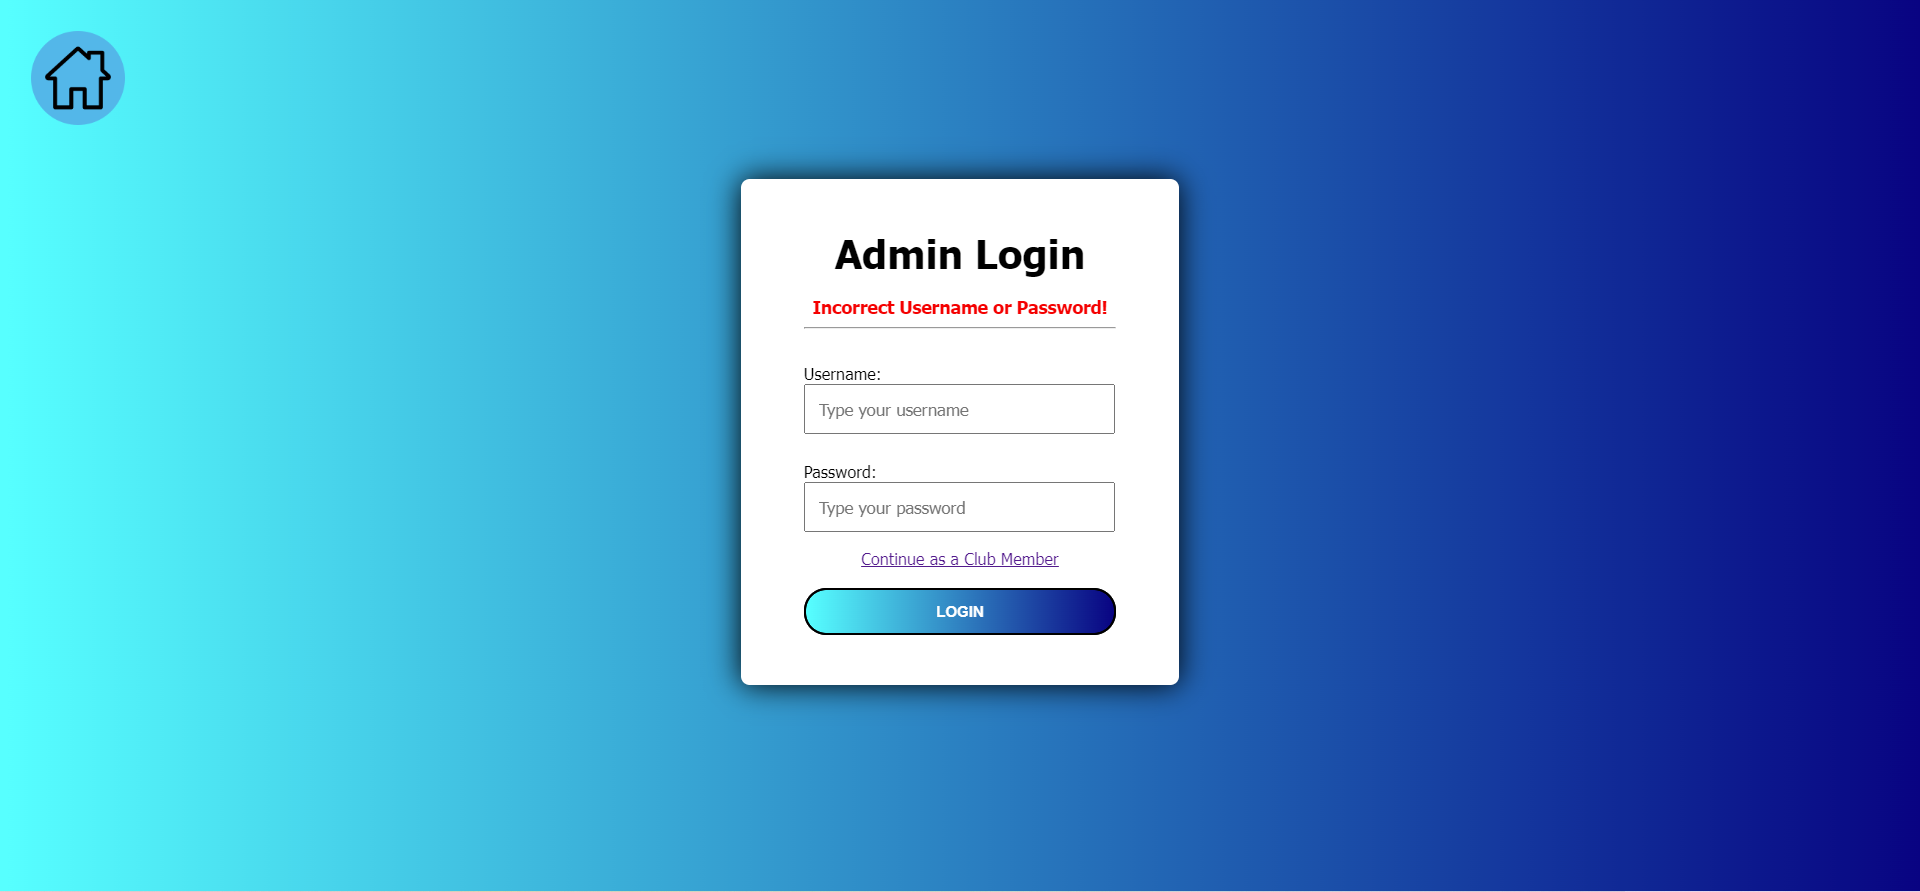 Admin Login
Incorrect Username or Password!
Username:
Type your username
Password:
Type your password
Continue as a Club Member
LOGIN